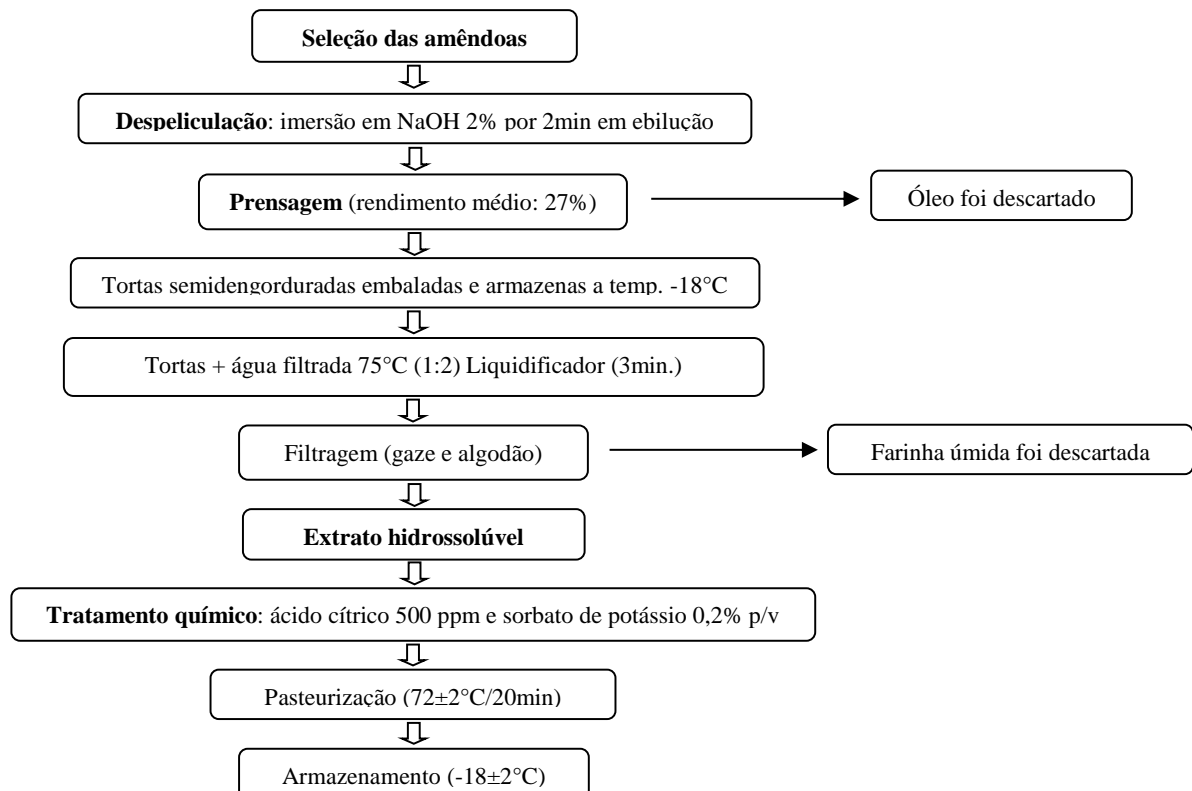 Seleção das amêndoas
Despeliculação: imersão em NaOH 2% por 2min em ebilução
Prensagem (rendimento médio: 27%)
Óleo foi descartado
Tortas semidengorduradas embaladas e armazenas a temp. -18°C
Tortas + água filtrada 75°C (1:2) Liquidificador (3min.)
Filtragem (gaze e algodão)
Farinha úmida foi descartada
Extrato hidrossolúvel
Tratamento químico: ácido cítrico 500 ppm e sorbato de potássio 0,2% p/v
Pasteurização (72±2°C/20min)
Armazenamento (-18±2°C)